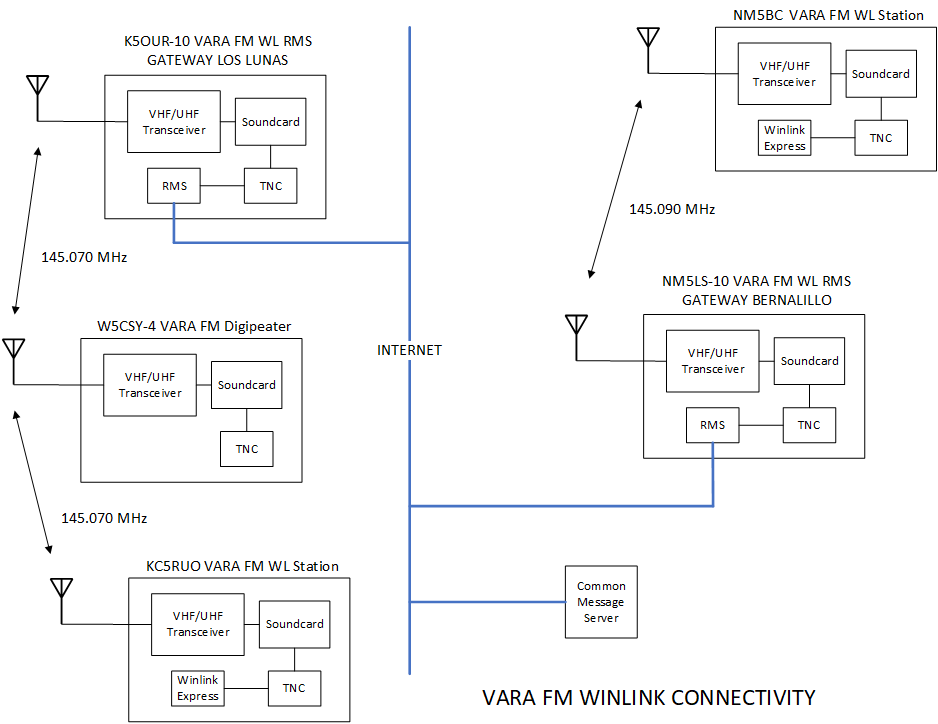 K5OUR-10 VARA FM WL RMS
GATEWAY LOS LUNAS
VHF/UHF
Transceiver
Soundcard
RMS
TNC
145.070 MHz
W5CSY-4 VARA FM Digipeater
VHF/UHF
Transceiver
Soundcard
TNC
145.070 MHz
KC5RUO VARA FM WL Station
VHF/UHF
Transceiver
Soundcard
Winlink
Express
TNC
INTERNET
NM5BC  VARA FM WL Station
VHF/UHF
Transceiver
Soundcard
Winlink
Express
TNC
145.090 MHz
NM5LS-10 VARA FM WL RMS
GATEWAY BERNALILLO
VHF/UHF
Transceiver
Soundcard
RMS
TNC
Common
Message
Server
VARA FM WINLINK CONNECTIVITY